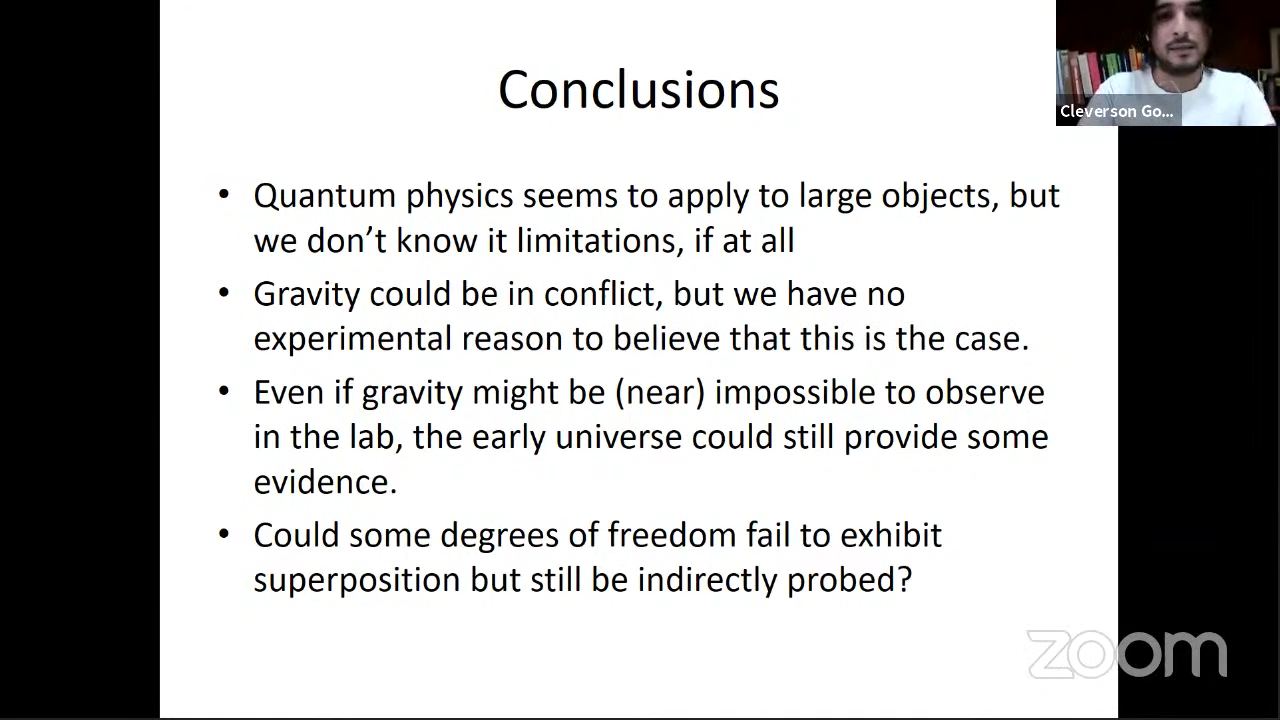 Conclusions
Cleverson Go...
• Quantum physics seems to apply to large objects, but
we don’t know it limitations, if at all
• Gravity could be in conflict, but we have no
experimental reason to believe that this is the case.
• Even if gravity might be (near) impossible to observe
in the lab, the early universe could still provide some
evidence.
• Could some degrees of freedom fail to exhibit
superposition but still be indirectly probed?
zoom